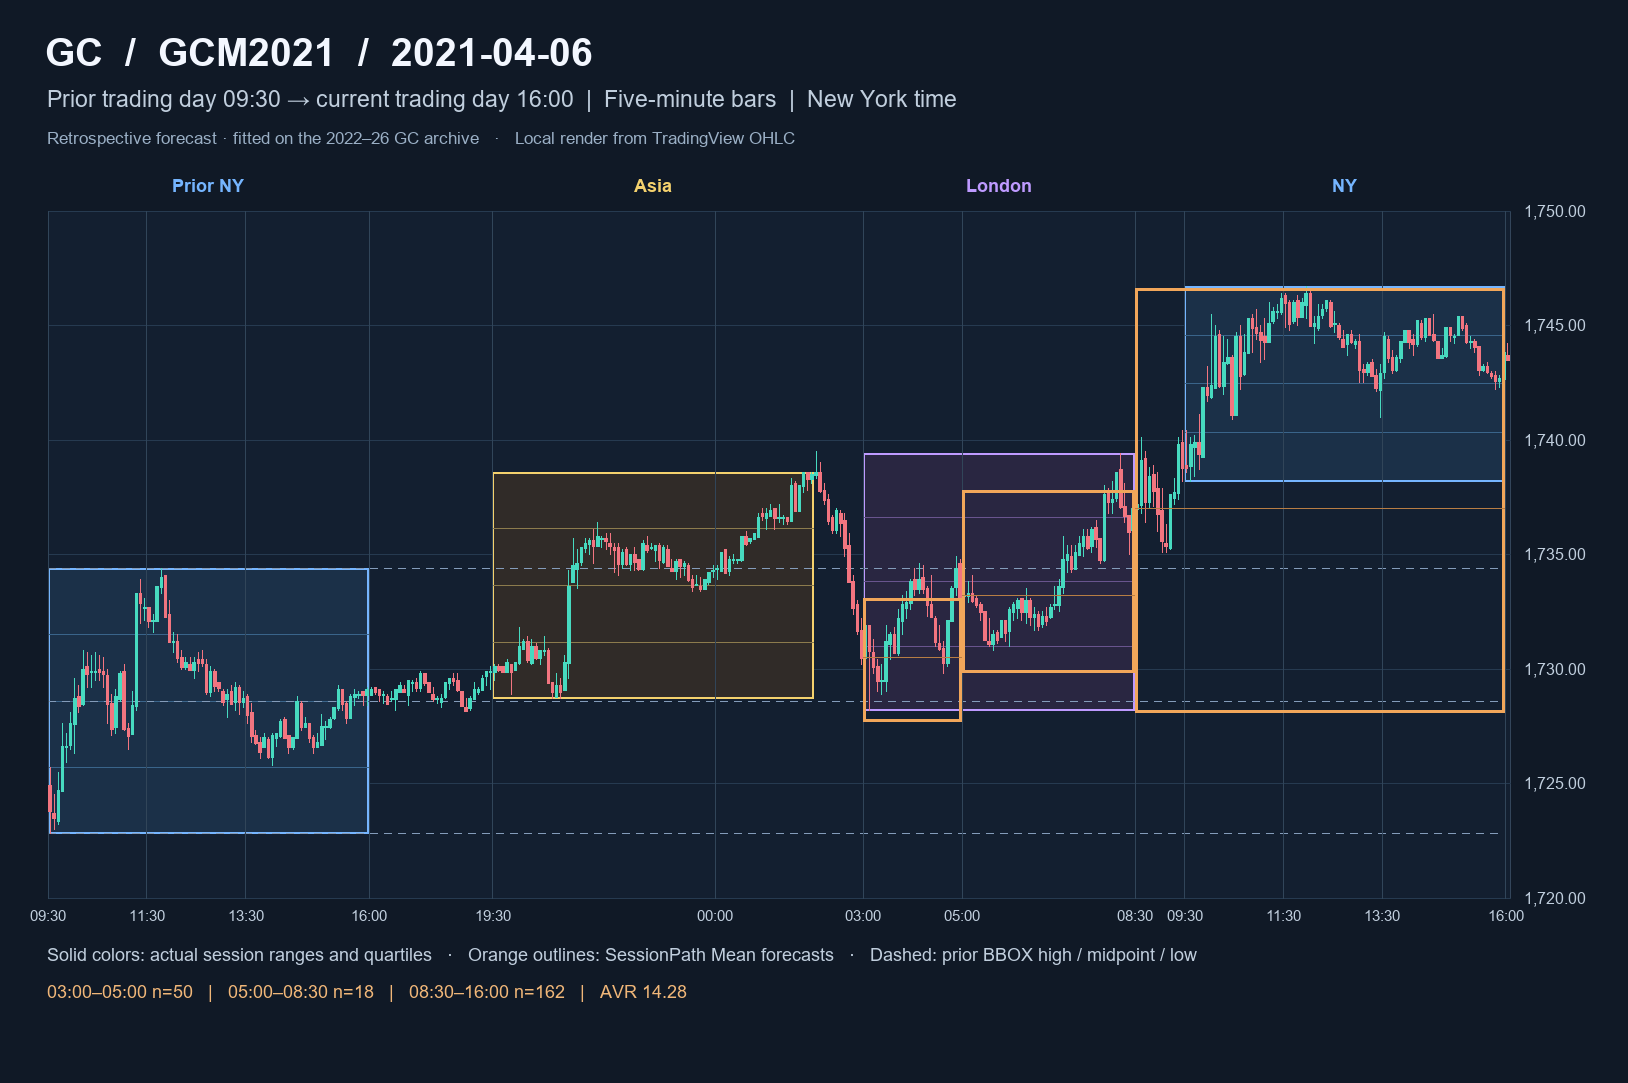 GC / GCM2021 / 2021-04-06
Prior trading day 09:30 → current trading day 16:00 | Five-minute bars | New York time
Retrospective forecast · fitted on the 2022–26 GC archive · Local render from TradingView OHLC
Prior NY Asia London NY
1,750.00
1,745.00
1,740.00
1,735.00
1,730.00
1,725.00
1,720.00
09:30 11:30 13:30 16:00 19:30 00:00 03:00 05:00 08:30 09:30 11:30 13:30 16:00
Solid colors: actual session ranges and quartiles · Orange outlines: SessionPath Mean forecasts · Dashed: prior BBOX high / midpoint / low
03:00–05:00 n=50 | 05:00–08:30 n=18 | 08:30–16:00 n=162 | AVR 14.28